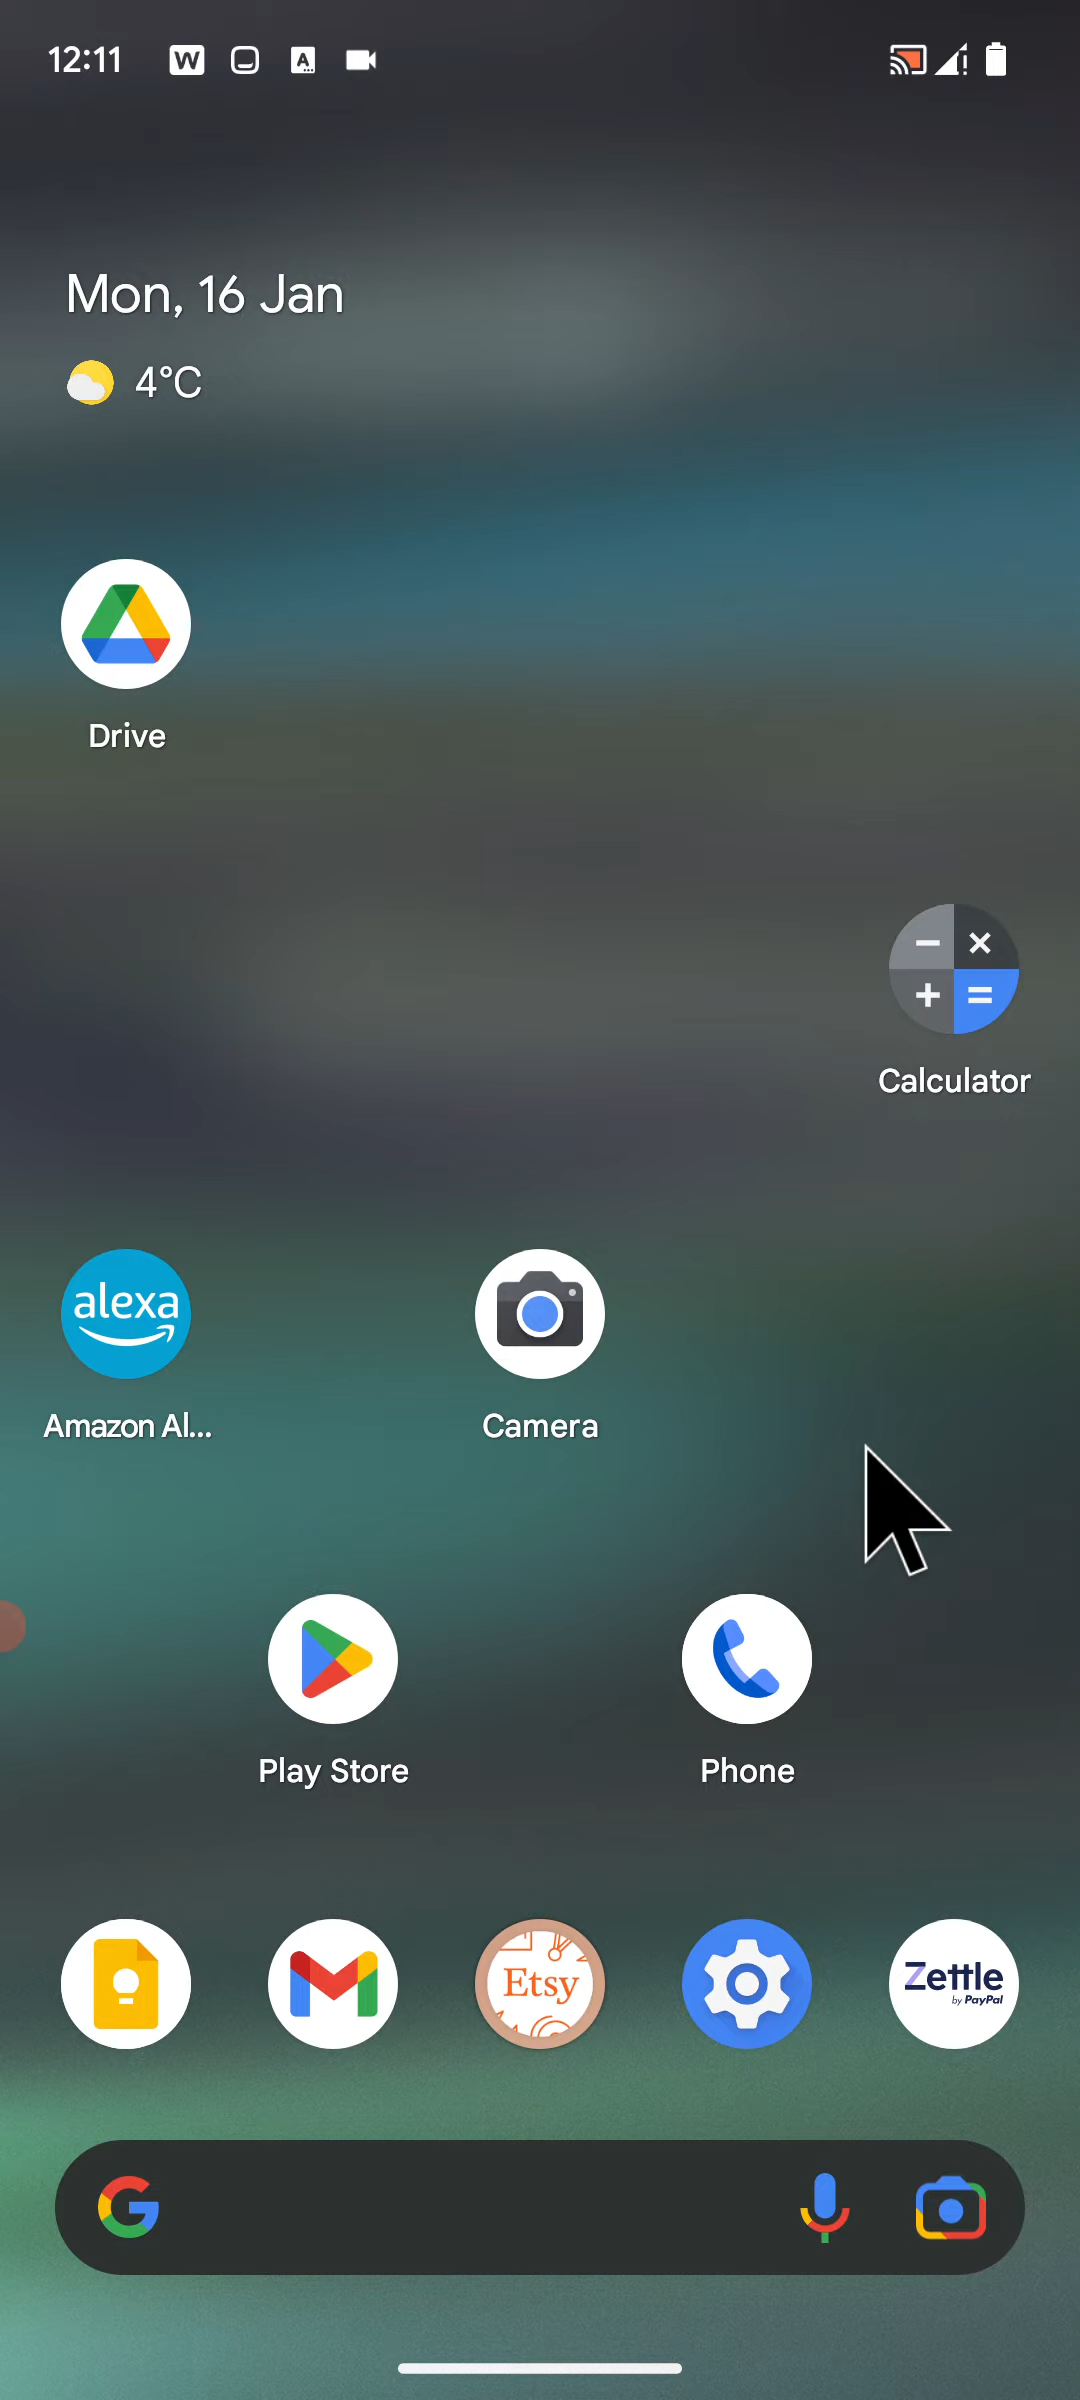 12:11 W A
Mon, 16 Jan
4°C
Drive
− ×
+ =
Calculator
alexa
Amazon Al...
Camera
Play Store
Phone
Etsy
Zettle
by PayPal
G